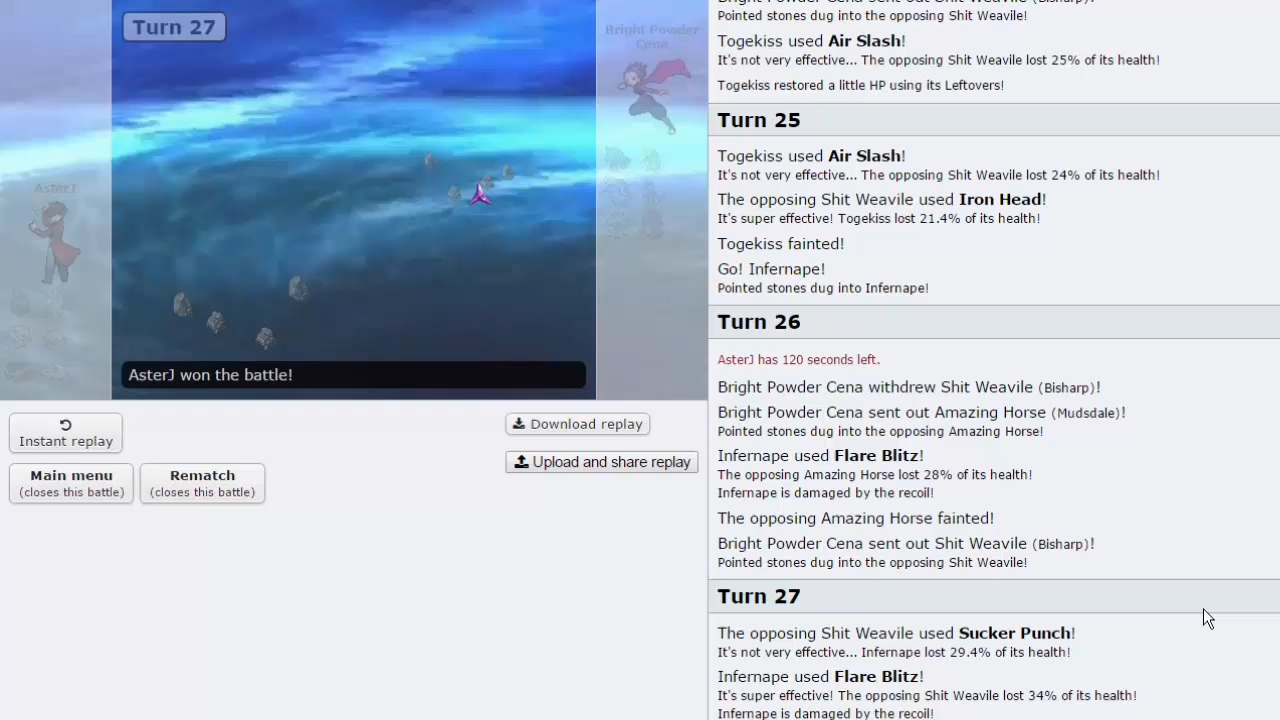 Turn 27
Bright Powder
Cena
AsterJ
AsterJ won the battle!
Instant replay
Download replay
Upload and share replay
Main menu
(closes this battle)
Rematch
(closes this battle)
Bright Powder Cena sent out Shit Weavile (Bisharp)!
Pointed stones dug into the opposing Shit Weavile!
Togekiss used Air Slash!
It's not very effective... The opposing Shit Weavile lost 25% of its health!
Togekiss restored a little HP using its Leftovers!
Turn 25
Togekiss used Air Slash!
It's not very effective... The opposing Shit Weavile lost 24% of its health!
The opposing Shit Weavile used Iron Head!
It's super effective! Togekiss lost 21.4% of its health!
Togekiss fainted!
Go! Infernape!
Pointed stones dug into Infernape!
Turn 26
AsterJ has 120 seconds left.
Bright Powder Cena withdrew Shit Weavile (Bisharp)!
Bright Powder Cena sent out Amazing Horse (Mudsdale)!
Pointed stones dug into the opposing Amazing Horse!
Infernape used Flare Blitz!
The opposing Amazing Horse lost 28% of its health!
Infernape is damaged by the recoil!
The opposing Amazing Horse fainted!
Bright Powder Cena sent out Shit Weavile (Bisharp)!
Pointed stones dug into the opposing Shit Weavile!
Turn 27
The opposing Shit Weavile used Sucker Punch!
It's not very effective... Infernape lost 29.4% of its health!
Infernape used Flare Blitz!
It's super effective! The opposing Shit Weavile lost 34% of its health!
Infernape is damaged by the recoil!